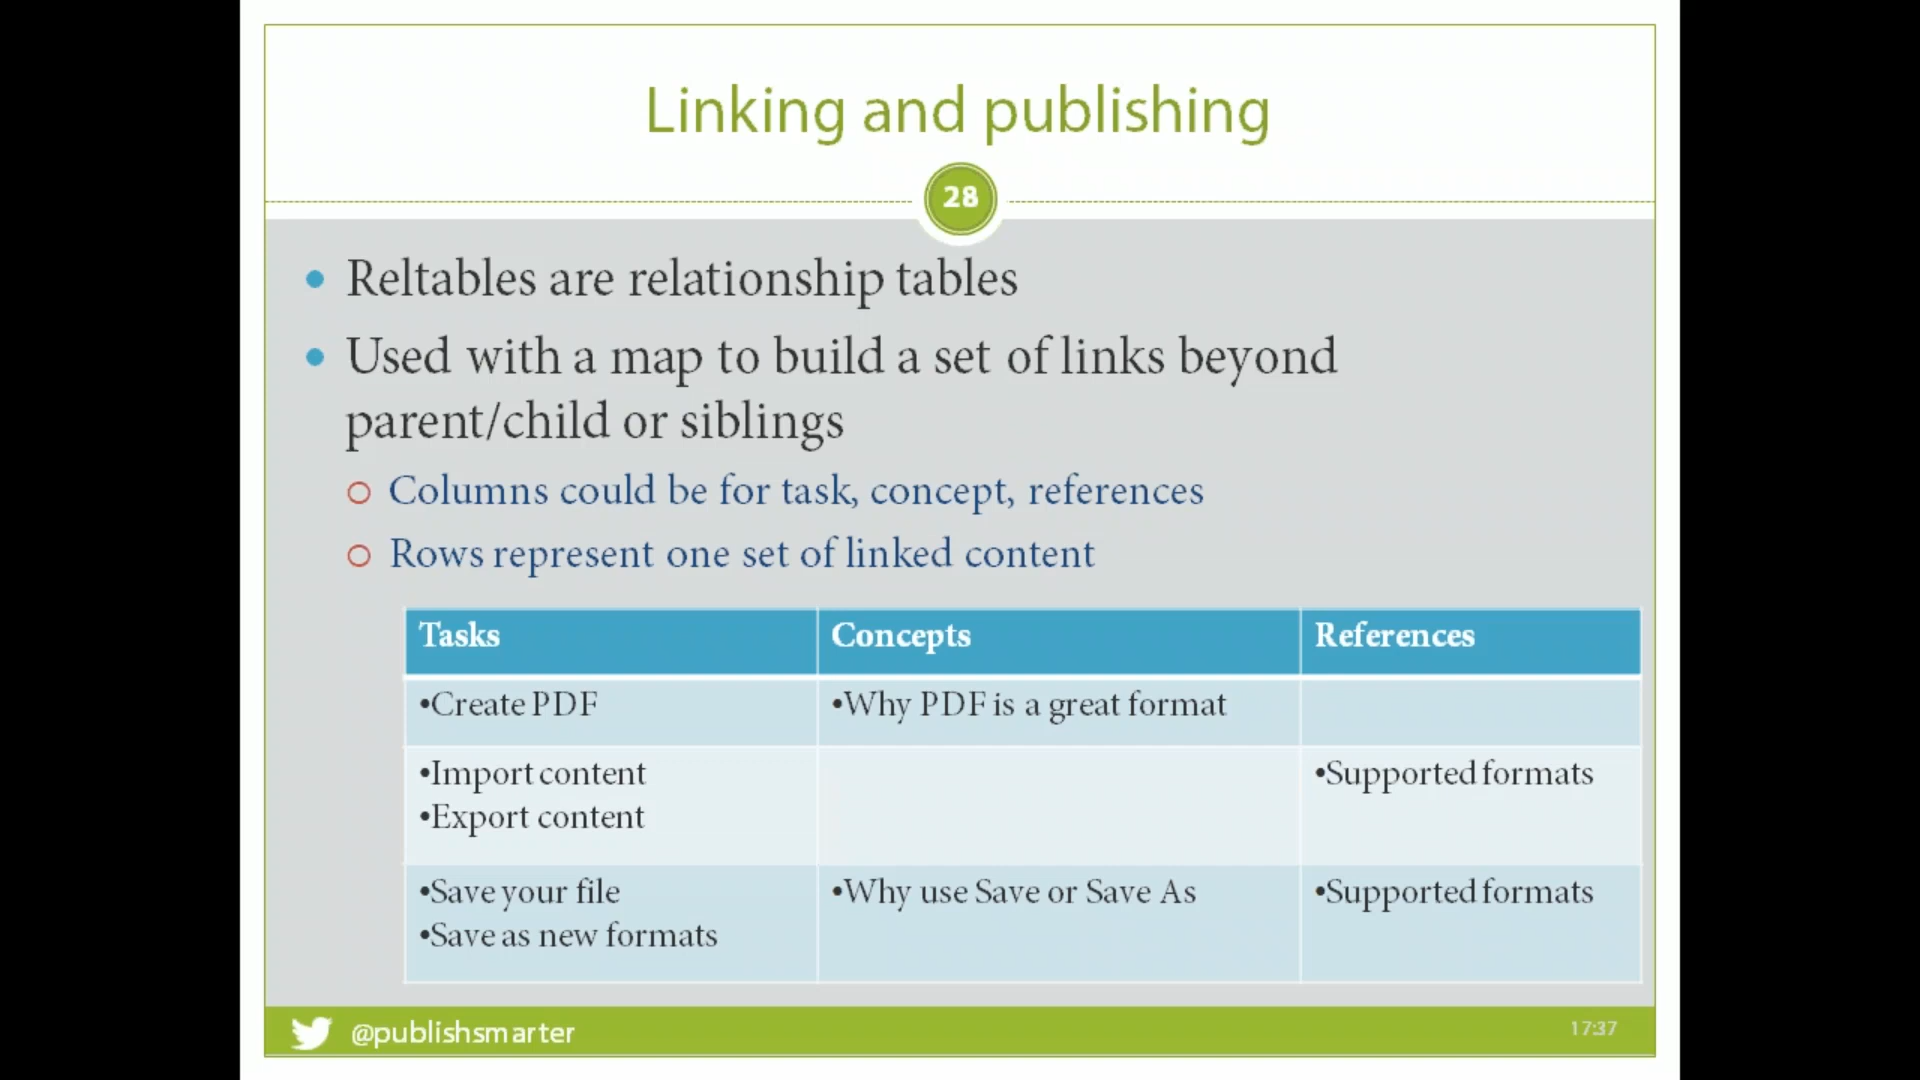 Linking and publishing
28
• Reltables are relationship tables
• Used with a map to build a set of links beyond
parent/child or siblings
○ Columns could be for task, concept, references
○ Rows represent one set of linked content
Tasks Concepts References
•Create PDF •Why PDF is a great format
•Import content •Supported formats
•Export content
•Save your file •Why use Save or Save As •Supported formats
•Save as new formats
@publishsmarter 17:37